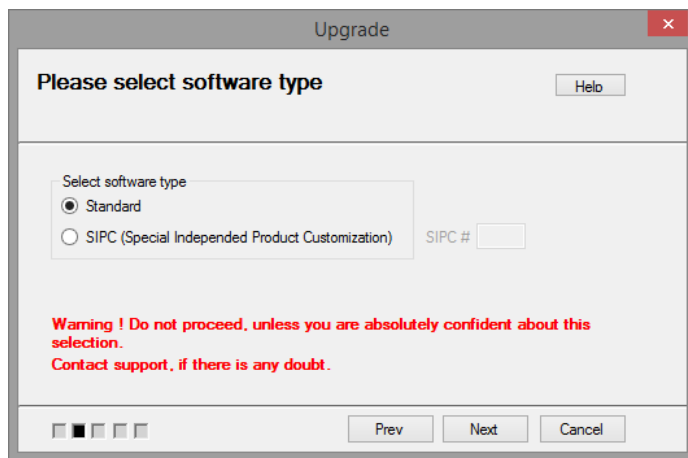 Upgrade
Please select software type
Help
Select software type
Standard
SIPC (Special Independed Product Customization)
SIPC #
Warning ! Do not proceed, unless you are absolutely confident about this
selection.
Contact support, if there is any doubt.
Prev
Next
Cancel